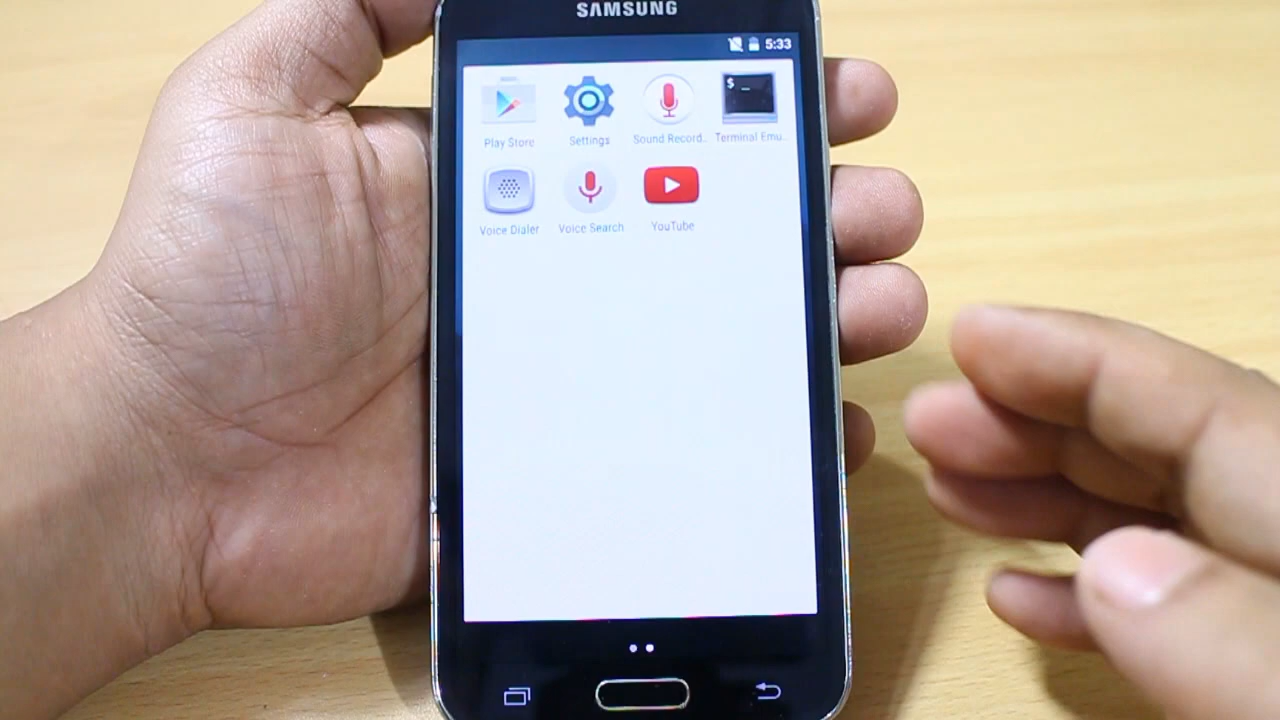 SAMSUNG
5:33
Play Store
Settings
Sound Record..
Terminal Emu..
$ _
Voice Dialer
Voice Search
YouTube